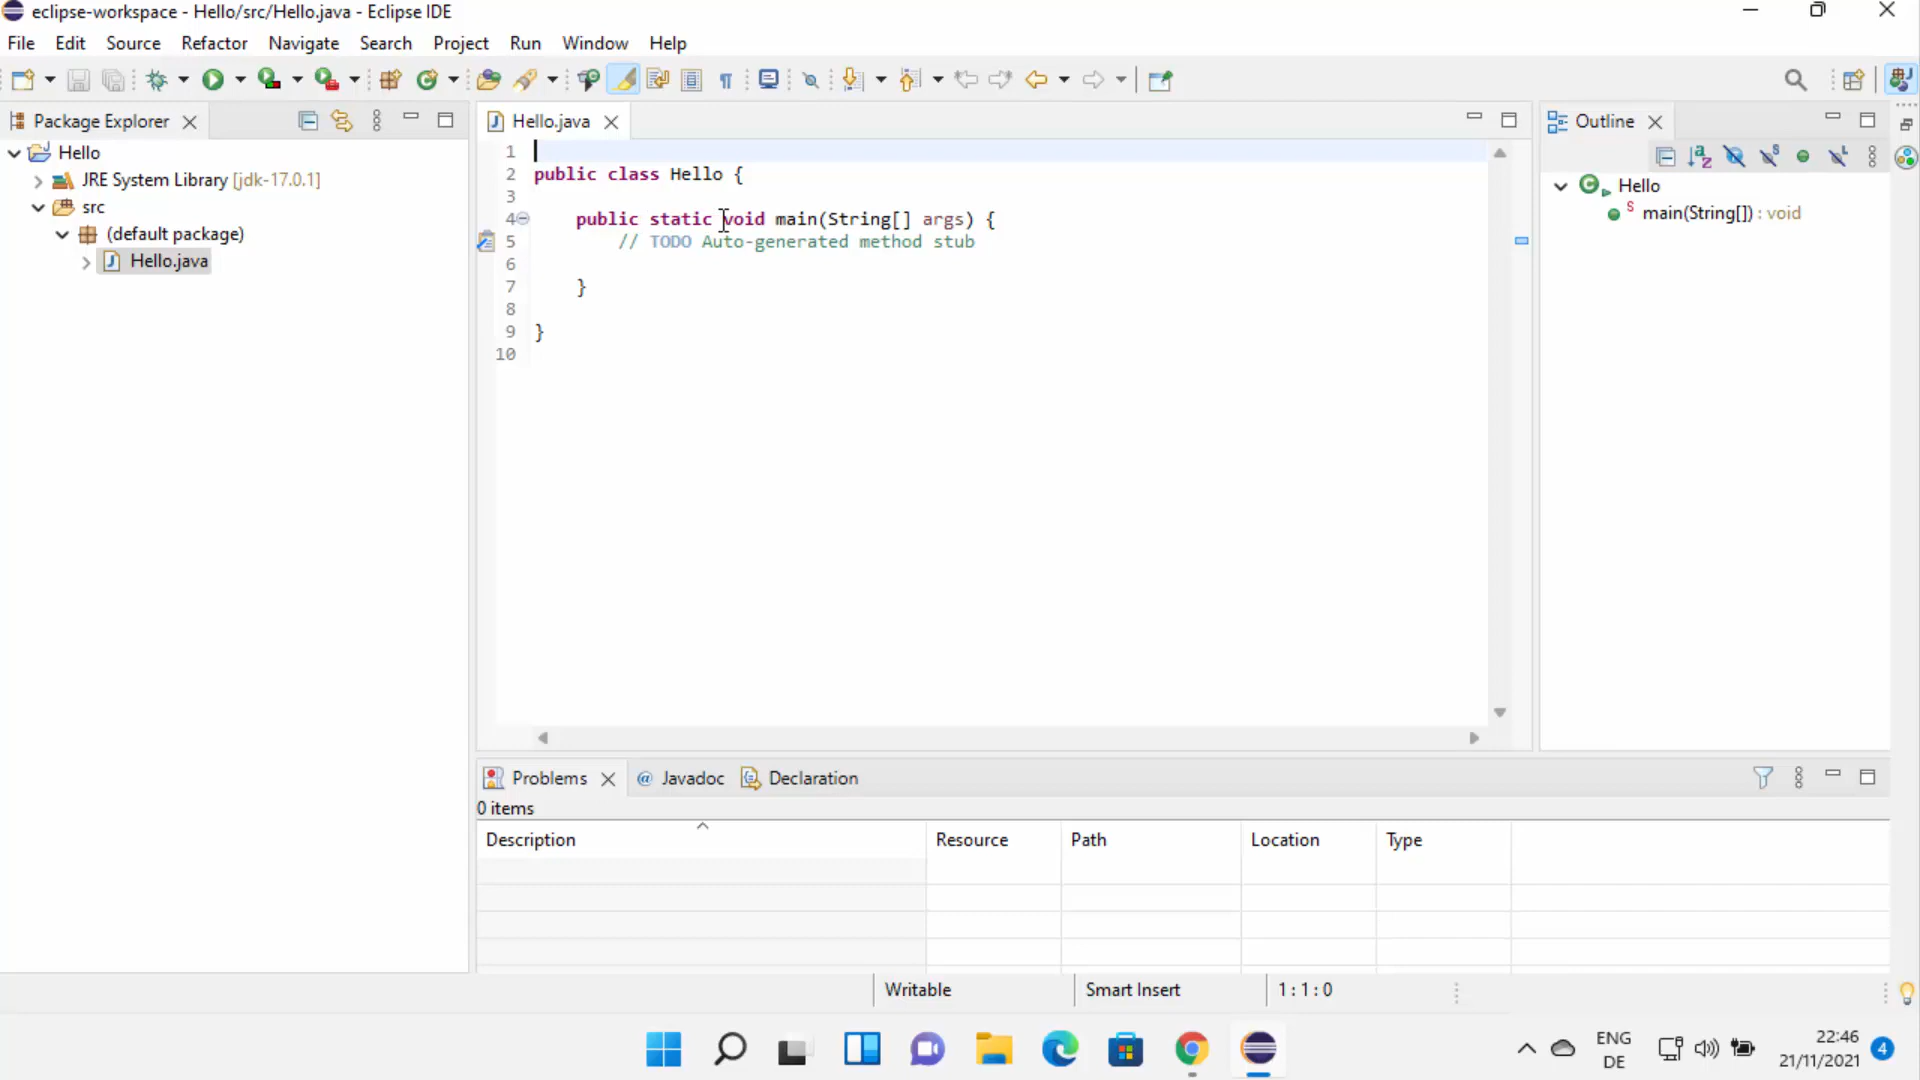 eclipse-workspace - Hello/src/Hello.java - Eclipse IDE
File Edit Source Refactor Navigate Search Project Run Window Help
Package Explorer
Hello
JRE System Library [jdk-17.0.1]
src
(default package)
Hello.java
Hello.java
1
2 public class Hello {
3
4 public static void main(String[] args) {
5 // TODO Auto-generated method stub
6
7 }
8
9 }
10
Outline
Hello
main(String[]) : void
Problems @ Javadoc Declaration
0 items
Description Resource Path Location Type
Writable Smart Insert 1 : 1 : 0
ENG
DE
22:46
21/11/2021
4